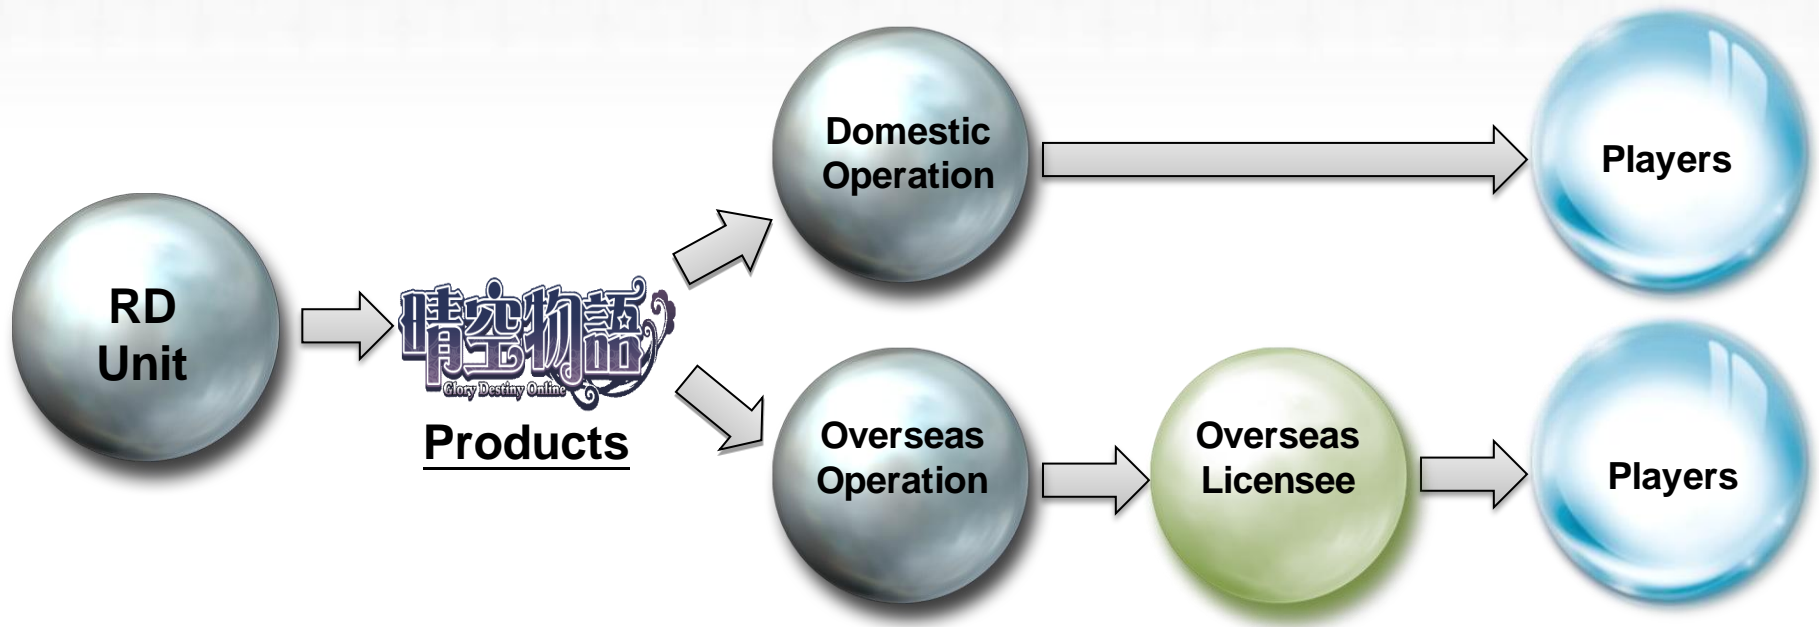 RD
Unit
晴空物語
Glory Destiny Online
Products
Domestic
Operation
Players
Overseas
Operation
Overseas
Licensee
Players